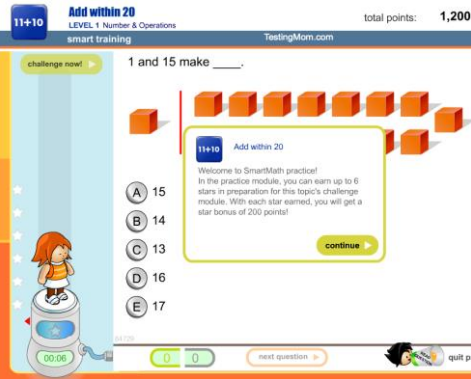 11+10
Add within 20
LEVEL 1 Number & Operations
total points: 1,200
smart training
TestingMom.com
challenge now!
1 and 15 make ____.
11+10
Add within 20
Welcome to SmartMath practice!
In the practice module, you can earn up to 6
stars in preparation for this topic's challenge
module. With each star earned, you will get a
star bonus of 200 points!
continue
A 15
B 14
C 13
D 16
E 17
00:06
0 0
next question
quit p